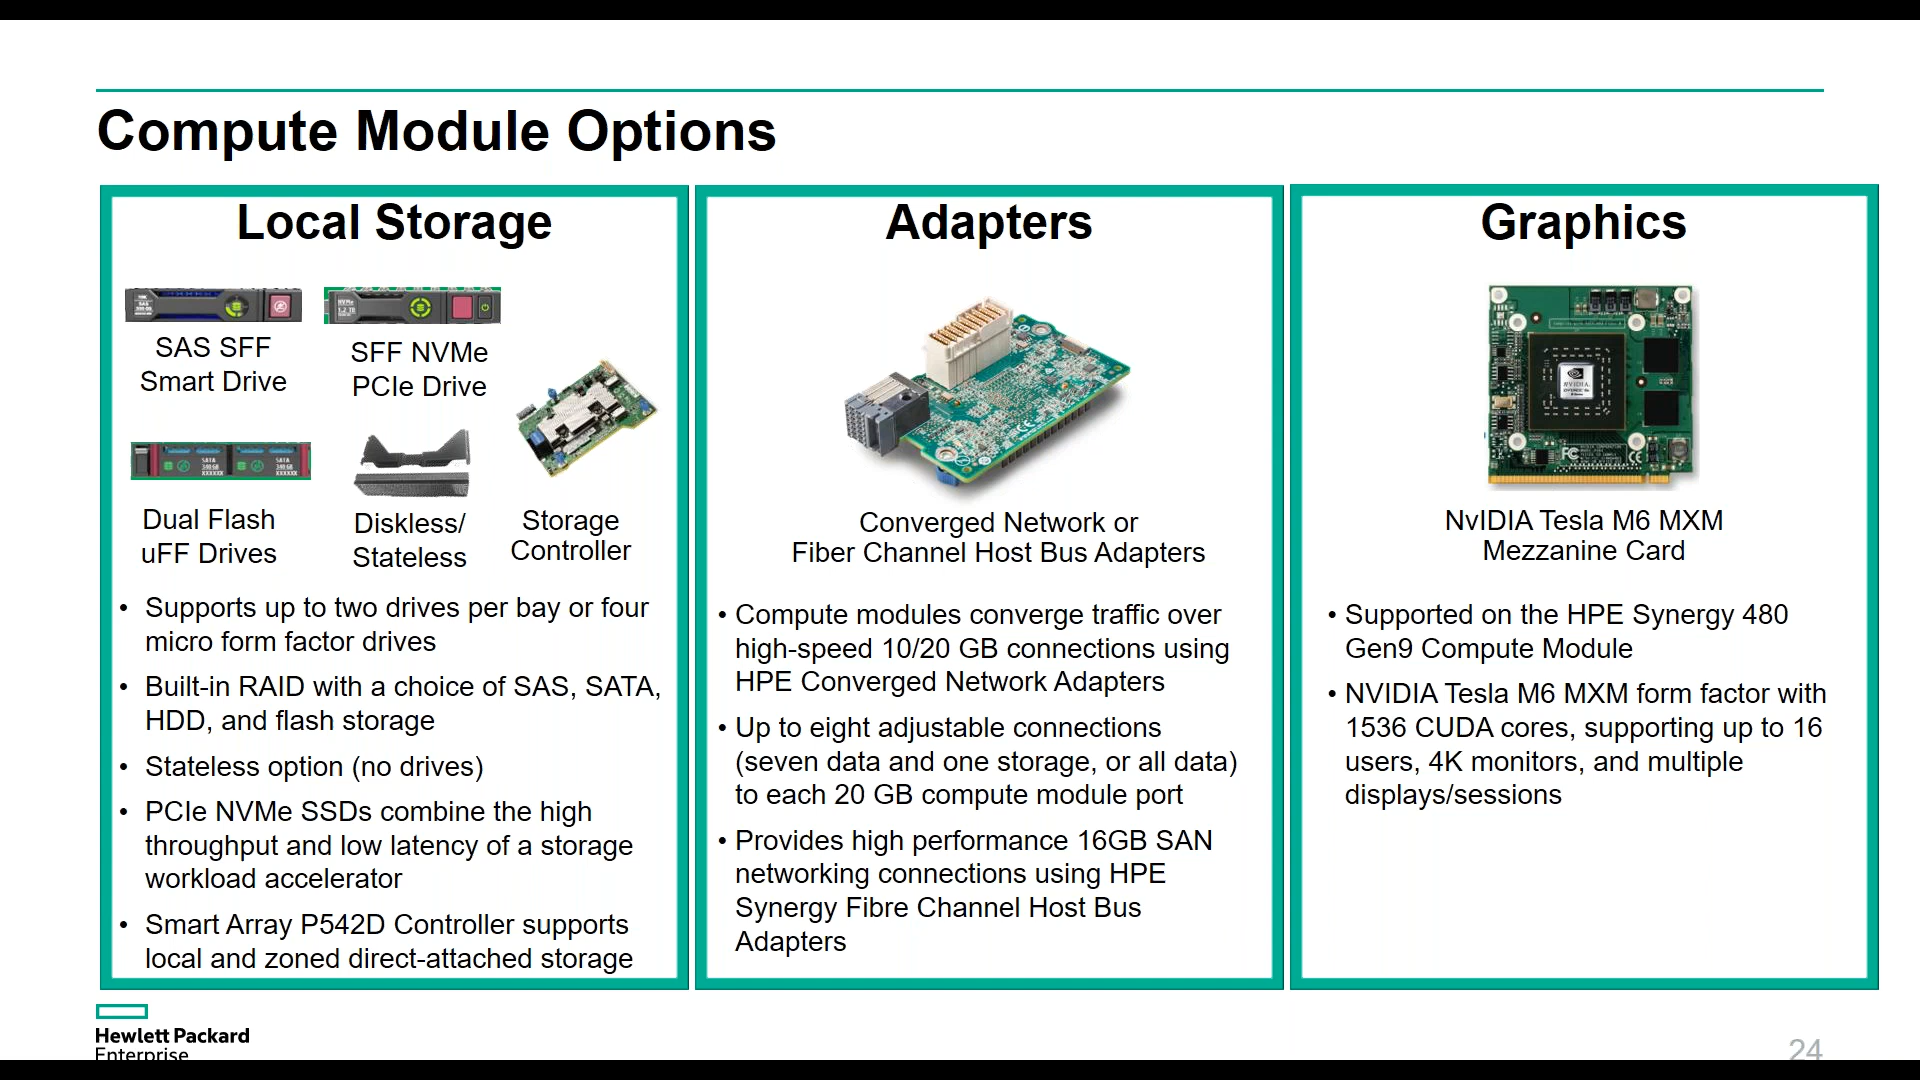 Compute Module Options
Local Storage
SAS SFF
Smart Drive
SFF NVMe
PCIe Drive
Dual Flash
uFF Drives
Diskless/
Stateless
Storage
Controller
• Supports up to two drives per bay or four
micro form factor drives
• Built-in RAID with a choice of SAS, SATA,
HDD, and flash storage
• Stateless option (no drives)
• PCIe NVMe SSDs combine the high
throughput and low latency of a storage
workload accelerator
• Smart Array P542D Controller supports
local and zoned direct-attached storage
Adapters
Converged Network or
Fiber Channel Host Bus Adapters
• Compute modules converge traffic over
high-speed 10/20 GB connections using
HPE Converged Network Adapters
• Up to eight adjustable connections
(seven data and one storage, or all data)
to each 20 GB compute module port
• Provides high performance 16GB SAN
networking connections using HPE
Synergy Fibre Channel Host Bus
Adapters
Graphics
NVIDIA
NvIDIA Tesla M6 MXM
Mezzanine Card
• Supported on the HPE Synergy 480
Gen9 Compute Module
• NVIDIA Tesla M6 MXM form factor with
1536 CUDA cores, supporting up to 16
users, 4K monitors, and multiple
displays/sessions
Hewlett Packard
Enterprise
24